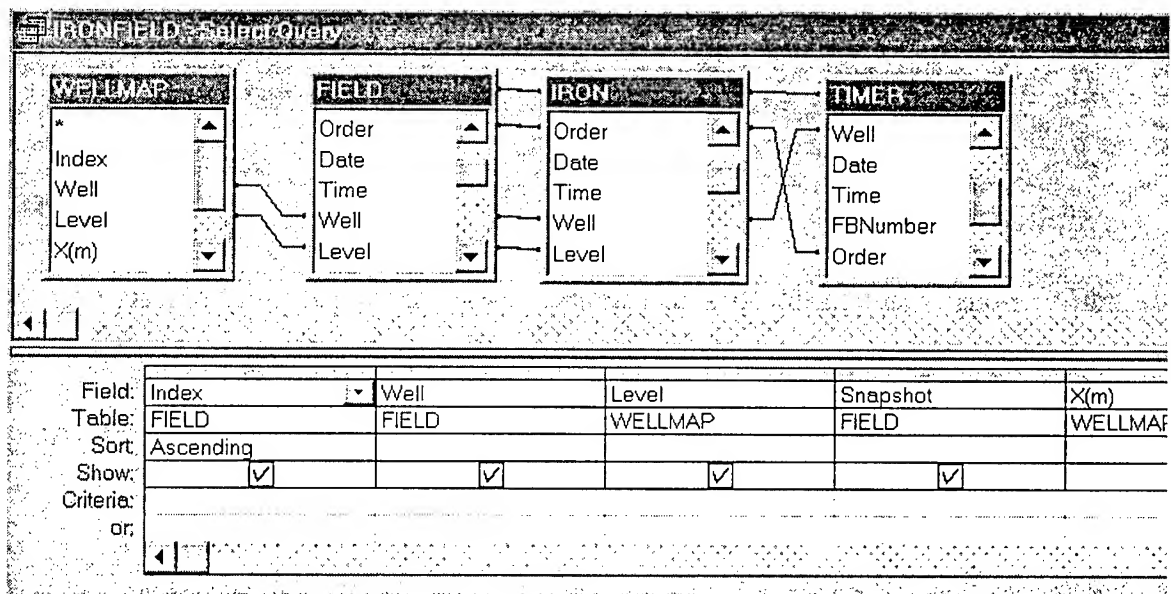 IRONFIELD : Select Query
WELLMAP
*
Index
Well
Level
X(m)
FIELD
Order
Date
Time
Well
Level
IRON
Order
Date
Time
Well
Level
TIMER
Well
Date
Time
FBNumber
Order
Field: Index Well Level Snapshot X(m)
Table: FIELD FIELD WELLMAP FIELD WELLMAP
Sort: Ascending
Show:
Criteria:
or: